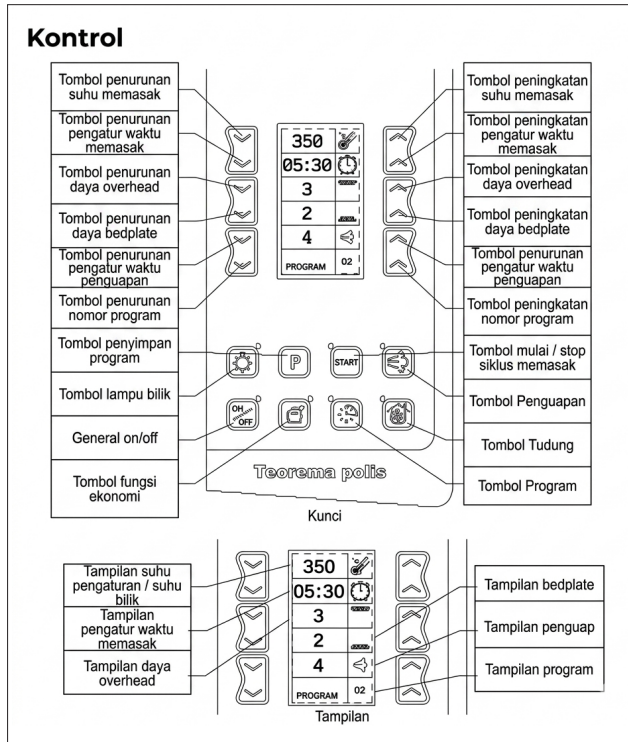 Kontrol
Tombol penurunan
suhu memasak
Tombol penurunan
pengatur waktu
memasak
Tombol penurunan
daya overhead
Tombol penurunan
daya bedplate
Tombol penurunan
pengatur waktu
penguapan
Tombol penurunan
nomor program
Tombol penyimpan
program
Tombol lampu bilik
General on/off
Tombol fungsi
ekonomi
350 °C
05:30
3
2
4
PROGRAM 02
P
START
OH
OFF
Teorema polis
Kunci
Tombol peningkatan
suhu memasak
Tombol peningkatan
pengatur waktu
memasak
Tombol peningkatan
daya overhead
Tombol peningkatan
daya bedplate
Tombol penurunan
pengatur waktu
penguapan
Tombol peningkatan
nomor program
Tombol mulai / stop
siklus memasak
Tombol Penguapan
Tombol Tudung
Tombol Program
Tampilan suhu
pengaturan / suhu
bilik
Tampilan
pengatur waktu
memasak
Tampilan daya
overhead
350 °C
05:30
3
2
4
PROGRAM 02
Tampilan
Tampilan bedplate
Tampilan penguap
Tampilan program